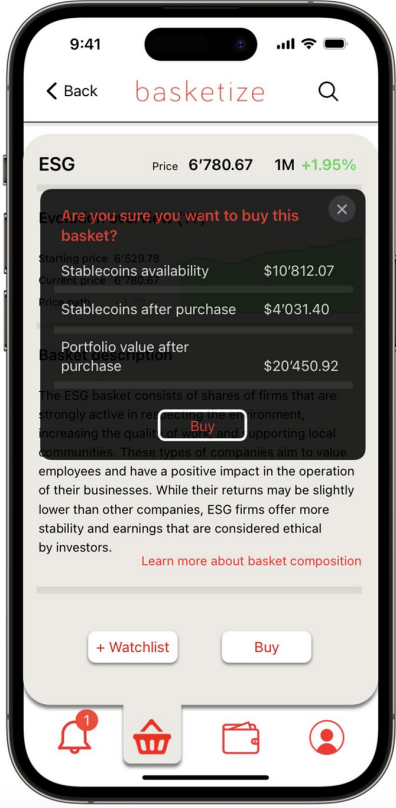 9:41
Back
basketize
ESG
Price 6’780.67 1M +1.95%
Are you sure you want to buy this
basket?
Starting price 6’529.78
Current price 6’780.67
Price path
Stablecoins availability $10’812.07
Stablecoins after purchase $4’031.40
Portfolio value after
purchase $20’450.92
Buy
Basket description
The ESG basket consists of shares of firms that are
strongly active in respecting the environment,
increasing the quality of work, and supporting local
communities. These types of companies aim to value
employees and have a positive impact in the operation
of their businesses. While their returns may be slightly
lower than other companies, ESG firms offer more
stability and earnings that are considered ethical
by investors.
Learn more about basket composition
+ Watchlist
Buy
1